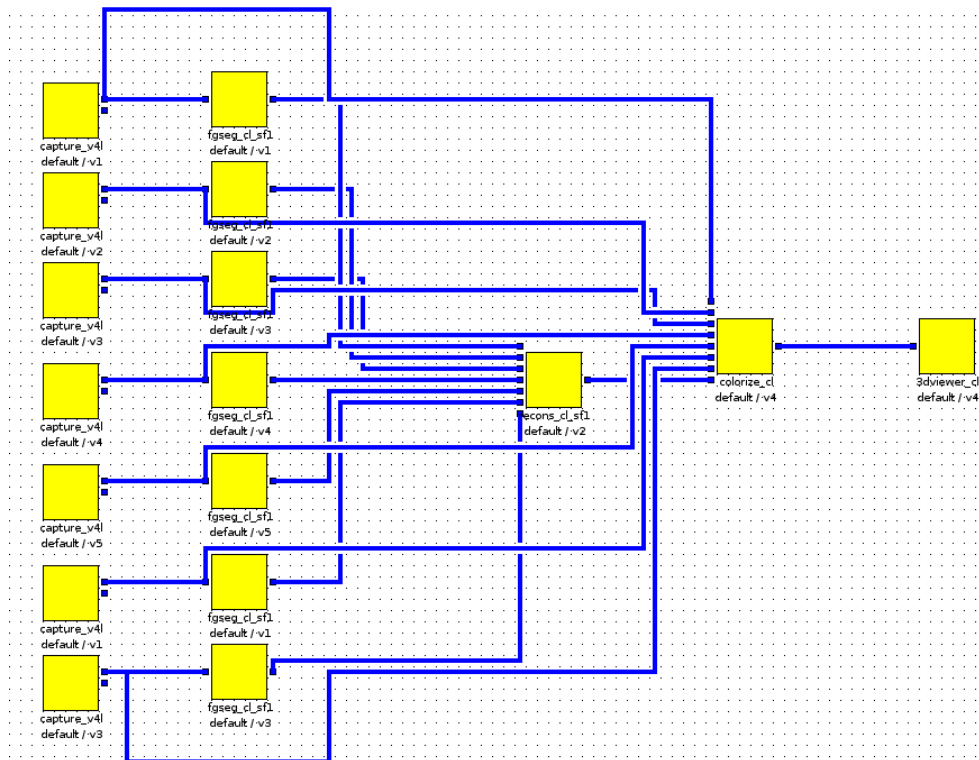 capture_v4l
default / v1
fgseg_cl_sf1
default / v1
capture_v4l
default / v2
fgseg_cl_sf1
default / v2
capture_v4l
default / v3
fgseg_cl_sf1
default / v3
capture_v4l
default / v4
fgseg_cl_sf1
default / v4
econs_cl_sf1
default / v2
colorize_cl
default / v4
3dviewer_cl
default / v4
capture_v4l
default / v5
fgseg_cl_sf1
default / v5
capture_v4l
default / v1
fgseg_cl_sf1
default / v1
capture_v4l
default / v3
fgseg_cl_sf1
default / v3